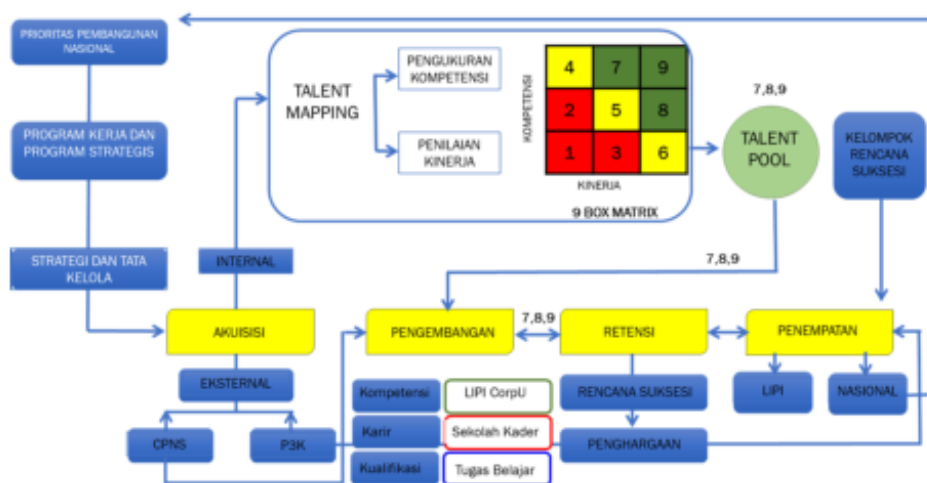 PRIORITAS PEMBANGUNAN
NASIONAL
PROGRAM KERJA DAN
PROGRAM STRATEGIS
STRATEGI DAN TATA
KELOLA
TALENT
MAPPING
PENGUKURAN
KOMPETENSI
PENILAIAN
KINERJA
KOMPETENSI
4 7 9
2 5 8
1 3 6
KINERJA
9 BOX MATRIX
7,8,9
TALENT
POOL
KELOMPOK
RENCANA
SUKSESI
INTERNAL
7,8,9
AKUISISI
PENGEMBANGAN
7,8,9
RETENSI
PENEMPATAN
EKSTERNAL
CPNS
P3K
Kompetensi
LIPI CorpU
Karir
Sekolah Kader
Kualifikasi
Tugas Belajar
RENCANA SUKSESI
PENGHARGAAN
LIPI
NASIONAL